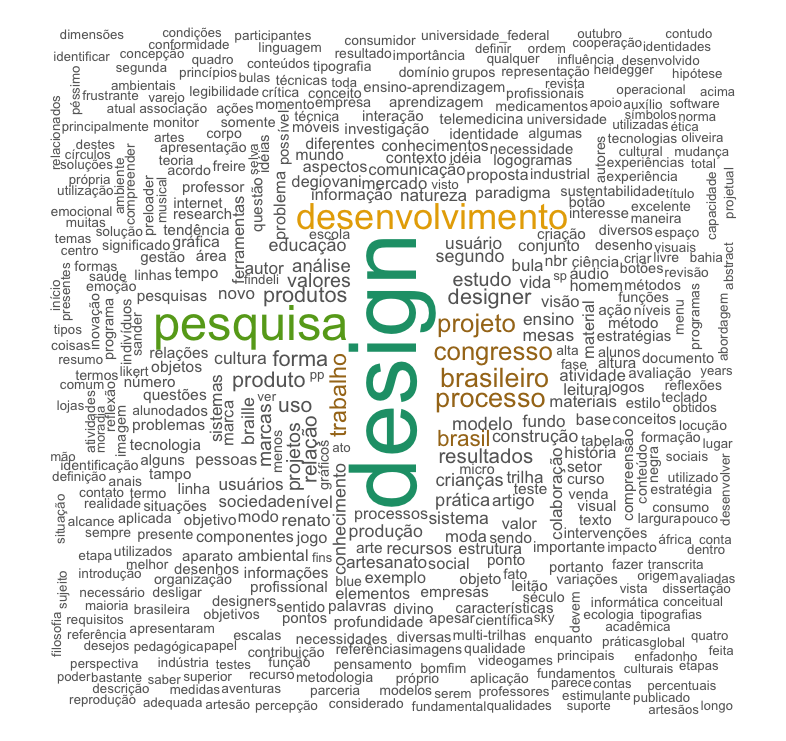 dimensões condições participantes consumidor universidade_federal outubro contudo
identificar concepção conformidade linguagem resultado importância definir ordem cooperação identidades
segunda quadro conteúdos tipografia qualquer influência desenvolvido
péssimo ambientais princípios bulas técnicas toda domínio grupos representação heidegger hipótese
frustrante varejo legibilidade crítica conceito ensino-aprendizagem profissionais revista operacional acima
atual associação ações momento empresa apoio auxílio software
relacionados principalmente monitor somente técnica interação aprendizagem medicamentos símbolos norma
artes corpo possível móveis investigação telemedicina universidade utilizadas ética
destes apresentação selva ideias diferentes conhecimentos identidade algumas autores tecnologias oliveira
círculos teoria mundo contexto idéia logogramas necessidade cultural mudança
soluções ambiente compreender acordo freire questão problema aspectos comunicação proposta industrial experiências total
própria preloader musical professor degiovani mercado visto experiência capacidade projetual
utilização internet ferramentas informação natureza paradigma sustentabilidade título
emocional research desenvolvimento botão excelente
muitas solução tendência escola criação interesse maneira
temas significado gráfica educação design usuário conjunto diversos espaço
centro gestão área autor análise segundo desenho visuais
formas saúde linhas tempo findeli valores bula nbr ciência criar livre bahia abstract
início presentes emoção estudo vida sp áudio botões revisão
pesquisas novo produtos designer visão homem métodos
tipos inovação programa indivíduos sander pesquisa projeto ensino material ação níveis funções menu programas abordagem
coisas mesas método
resumo relações cultura forma trabalho congresso alta estratégias
termos likert objetos fase altura alunos documento
comum número produto pp brasileiro atividade avaliação years
lojas atividades moradia reflexão imagem questões sistemas marca braille ver uso processo leitura jogos reflexões
aluno dados marcas menos materiais estilo teclado
problemas projetos relação modelo fundo base conceitos obtidos
tecnologia gráficos ato brasil construção tabela formação locução
mão alguns pessoas resultados história compreensão conteúdo negra lugar
identificação tampo micro colaboração setor sociais desenvolver
definição anais usuários crianças trilha curso utilizado
situação contato termo linha conhecimento teste venda estratégia
realidade situações sociedade nível prática artigo visual consumo
alcance aplicada objetivo modo renato processos sistema valor texto largura pouco
sempre presente componentes jogo produção moda sendo intervenções áfrica conta
etapa utilizados aparato ambiental fins arte recursos estrutura importante impacto dentro
melhor desenhos informações artesanato social ponto portanto fazer transcrita
filosofia sujeito introdução organização blue exemplo objeto fato variações origem avaliadas
necessário desligar profissional elementos empresas leitão devem vista dissertação
maioria brasileira designers sentido palavras divino características século informática conceitual
requisitos objetivos pontos profundidade apesar científica sky ecologia tipografias
referência apresentaram escalas necessidades diversas multi-trilhas enquanto acadêmica
desejos pedagógica papel contribuição referências imagens qualidade práticas global quatro
perspectiva indústria testes função pensamento bomfim videogames principais enfadonho feita
poder bastante saber superior recurso metodologia próprio aplicação fundamentos culturais etapas
descrição medidas aventuras parceria modelos serem professores parece contas percentuais
reprodução adequada artesão percepção considerado fundamental qualidades estimulante publicado
suporte artesãos longo